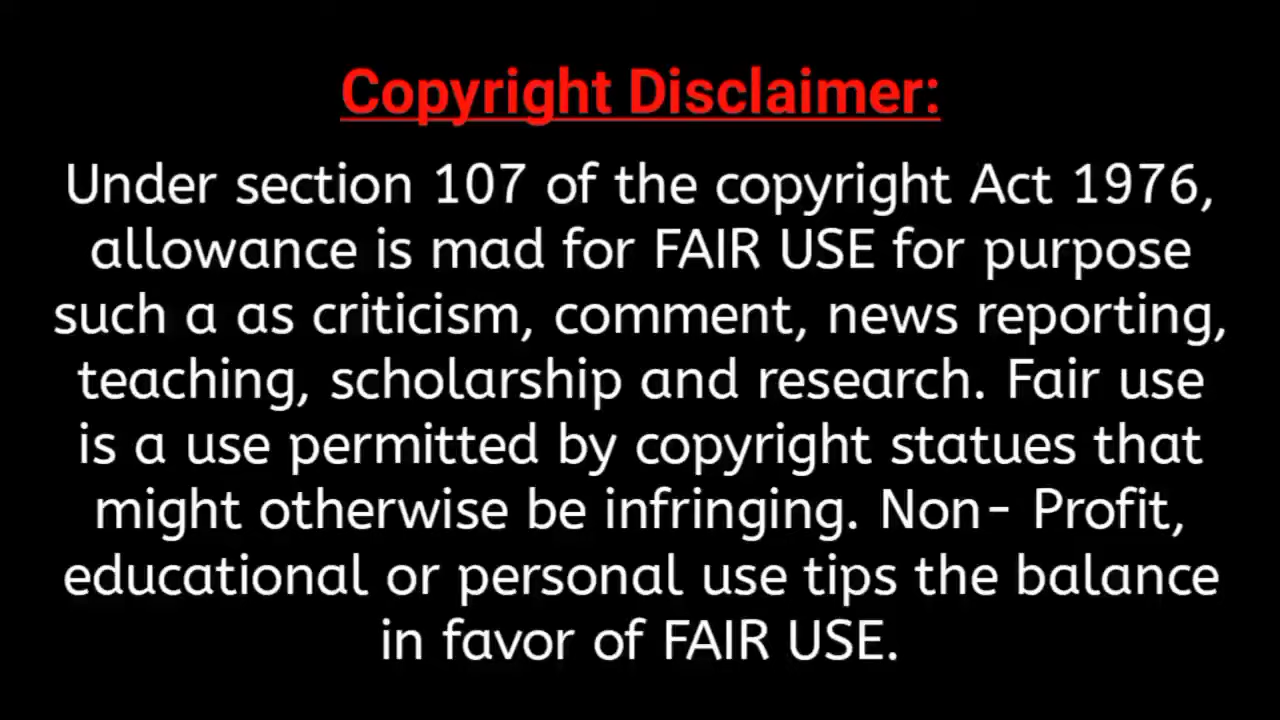 Copyright Disclaimer:
Under section 107 of the copyright Act 1976,
allowance is mad for FAIR USE for purpose
such a as criticism, comment, news reporting,
teaching, scholarship and research. Fair use
is a use permitted by copyright statues that
might otherwise be infringing. Non- Profit,
educational or personal use tips the balance
in favor of FAIR USE.